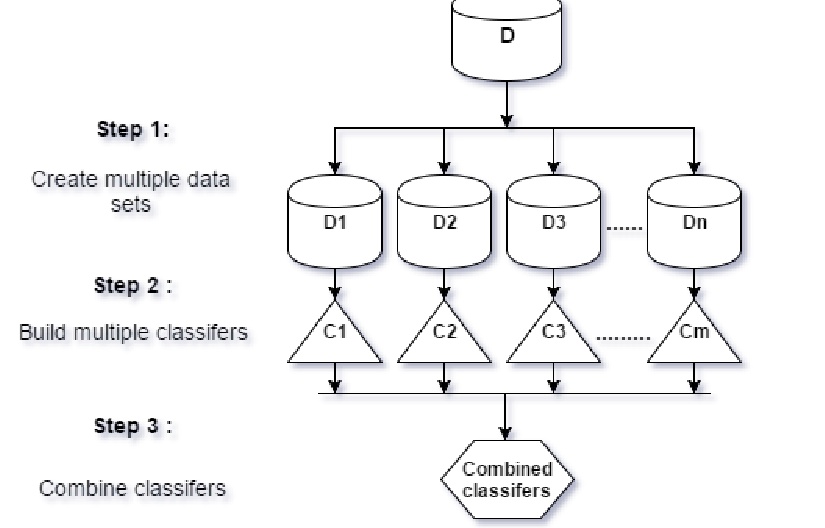 D
Step 1:
Create multiple data
sets
D1 D2 D3 ...... Dn
Step 2 :
Build multiple classifers
C1 C2 C3 ......... Cm
Step 3 :
Combine classifers
Combined
classifers